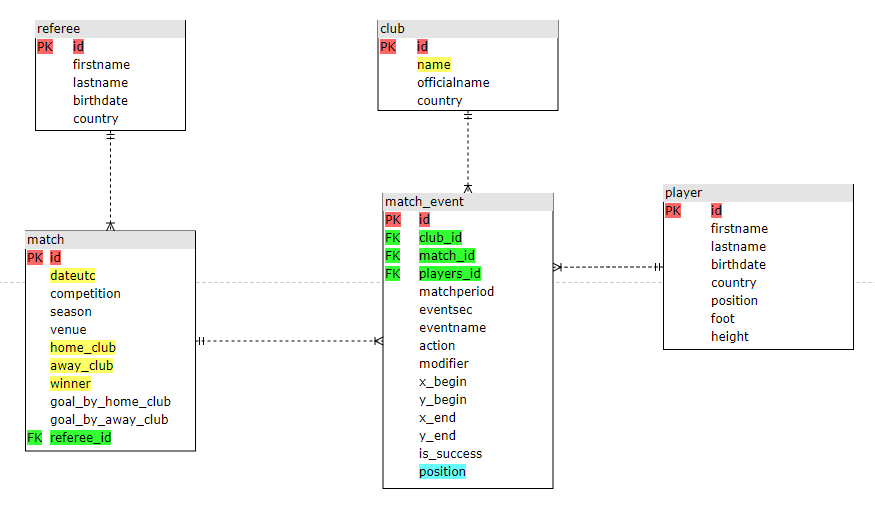 referee
PK id
firstname
lastname
birthdate
country
club
PK id
name
officialname
country
match
PK id
dateutc
competition
season
venue
home_club
away_club
winner
goal_by_home_club
goal_by_away_club
FK referee_id
match_event
PK id
FK club_id
FK match_id
FK players_id
matchperiod
eventsec
eventname
action
modifier
x_begin
y_begin
x_end
y_end
is_success
position
player
PK id
firstname
lastname
birthdate
country
position
foot
height